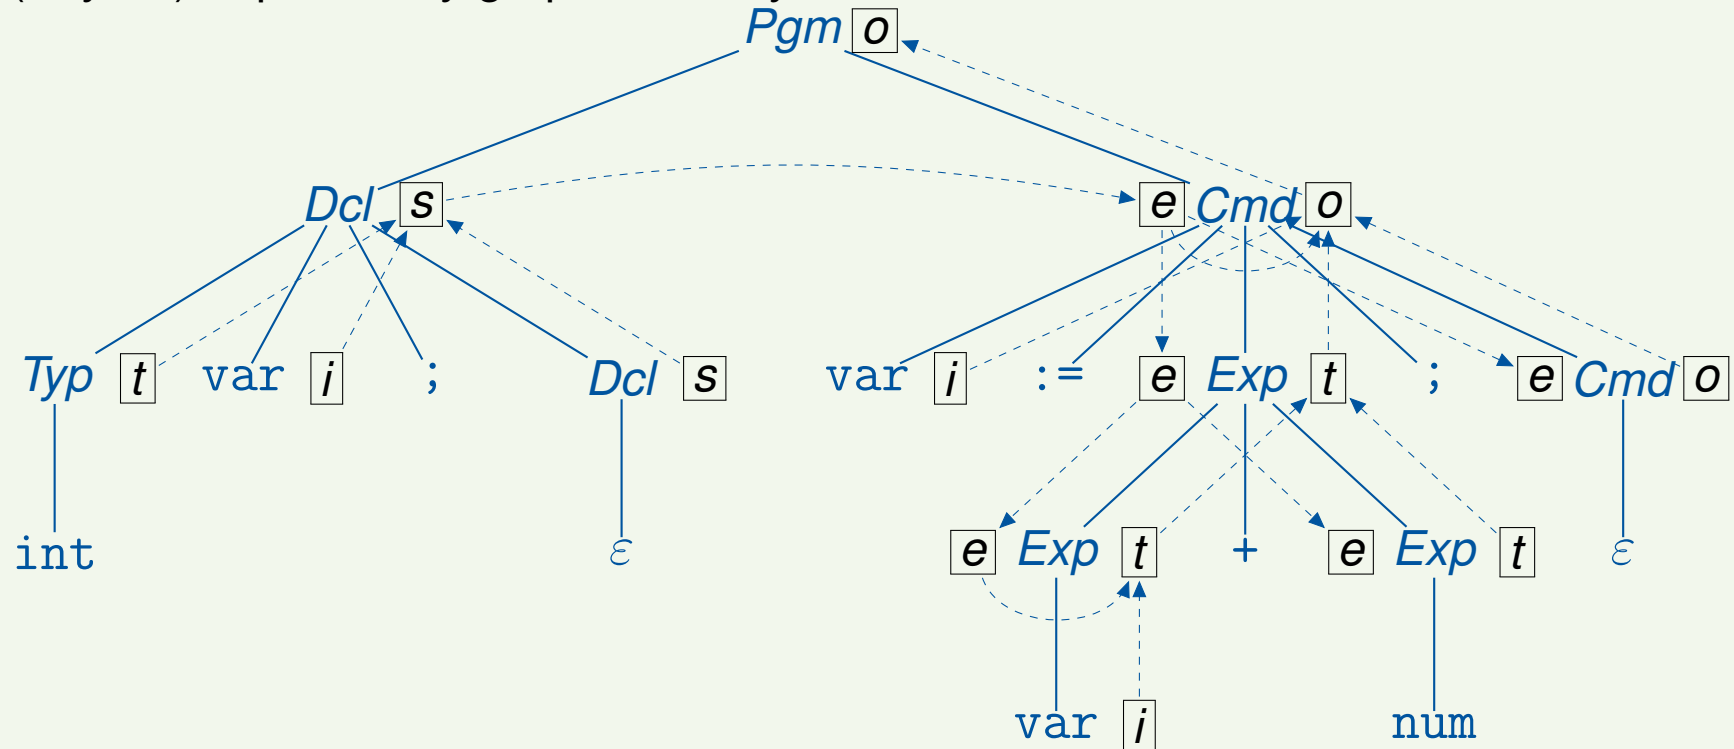 Pgm o
Dcl s e Cmd o
Typ t var i ; Dcl s var i := e Exp t ; e Cmd o
int ε e Exp t + e Exp t ε
var i num